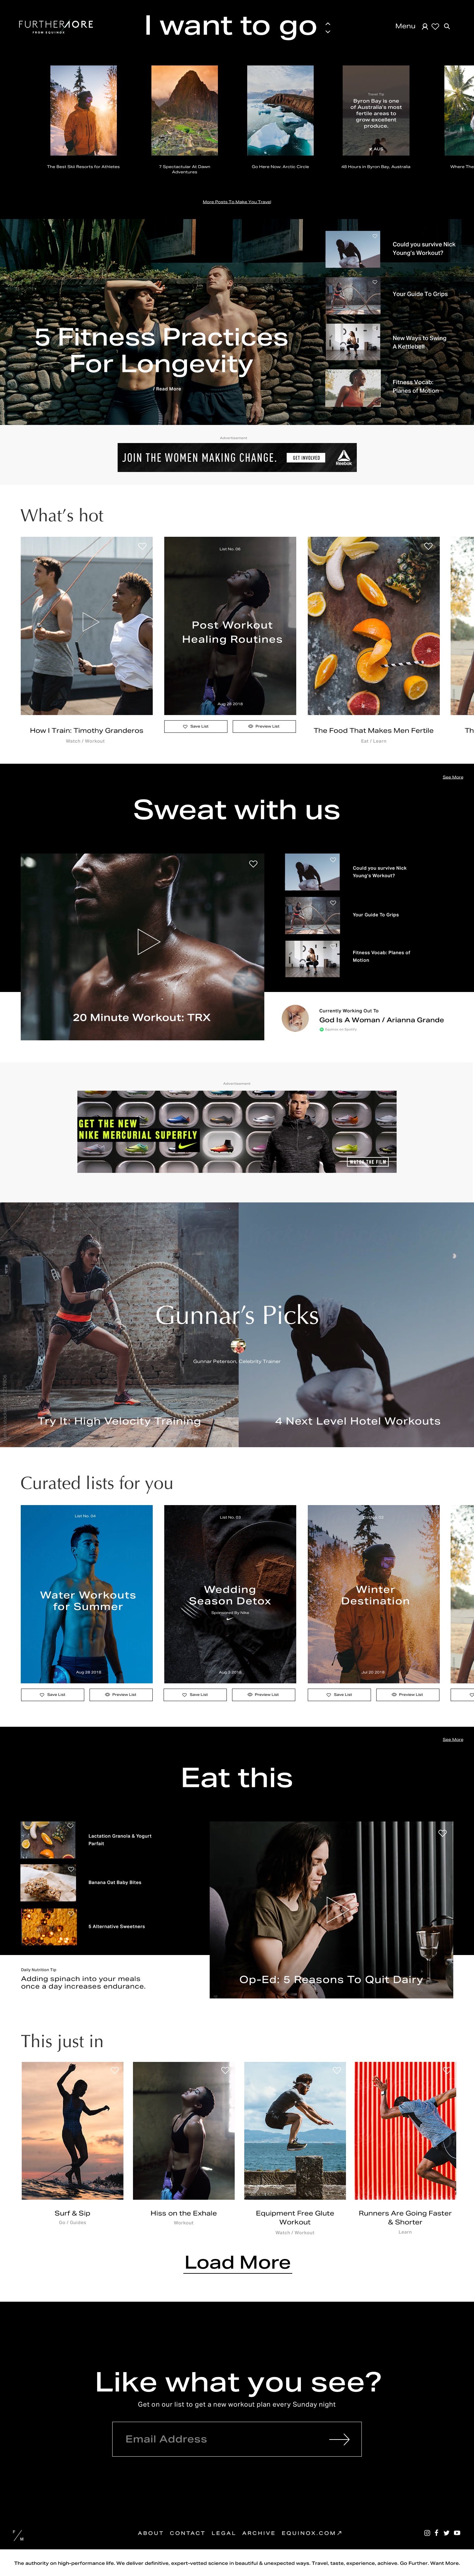 FURTHERMORE
FROM EQUINOX
I want to go
Menu
Travel Tip
Byron Bay is one
of Australia's most
fertile areas to
grow excellent
produce.
AUS
The Best Ski Resorts for Athletes
7 Spectacular At Dawn
Adventures
Go Here Now: Arctic Circle
48 Hours in Byron Bay, Australia
Where The
More Posts To Make You Travel
5 Fitness Practices
For Longevity
/ Read More
Could you survive Nick
Young's Workout?
Your Guide To Grips
New Ways to Swing
A Kettlebell
Fitness Vocab:
Planes of Motion
Advertisement
JOIN THE WOMEN MAKING CHANGE.
GET INVOLVED
Reebok
What's hot
List No. 06
Post Workout
Healing Routines
Aug 28 2018
Save List
Preview List
How I Train: Timothy Granderos
Watch / Workout
The Food That Makes Men Fertile
Eat / Learn
Th
See More
Sweat with us
20 Minute Workout: TRX
Could you survive Nick
Young's Workout?
Your Guide To Grips
Fitness Vocab: Planes of
Motion
Currently Working Out To
God Is A Woman / Arianna Grande
Equinox on Spotify
Advertisement
GET THE NEW
NIKE MERCURIAL SUPERFLY
WATCH THE FILM
Gunnar's Picks
Gunnar Peterson, Celebrity Trainer
Try It: High Velocity Training
4 Next Level Hotel Workouts
Curated lists for you
List No. 04
Water Workouts
for Summer
Aug 28 2018
List No. 03
Wedding
Season Detox
Sponsored By Nike
Aug 3 2018
Winter
Destination
Jul 20 2018
Save List
Preview List
Save List
Preview List
Save List
Preview List
See More
Eat this
Lactation Granola & Yogurt
Parfait
Banana Oat Baby Bites
5 Alternative Sweetners
Op-Ed: 5 Reasons To Quit Dairy
Daily Nutrition Tip
Adding spinach into your meals
once a day increases endurance.
This just in
Surf & Sip
Go / Guides
Hiss on the Exhale
Workout
Equipment Free Glute
Workout
Watch / Workout
Runners Are Going Faster
& Shorter
Learn
Load More
Like what you see?
Get on our list to get a new workout plan every Sunday night
Email Address
F / M
ABOUT CONTACT LEGAL ARCHIVE EQUINOX.COM↗
The authority on high-performance life. We deliver definitive, expert-vetted science in beautiful & unexpected ways. Travel, taste, experience, achieve. Go Further. Want More.